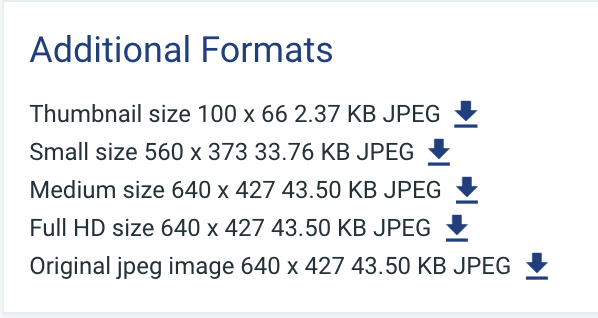 Additional Formats
Thumbnail size 100 x 66 2.37 KB JPEG
Small size 560 x 373 33.76 KB JPEG
Medium size 640 x 427 43.50 KB JPEG
Full HD size 640 x 427 43.50 KB JPEG
Original jpeg image 640 x 427 43.50 KB JPEG